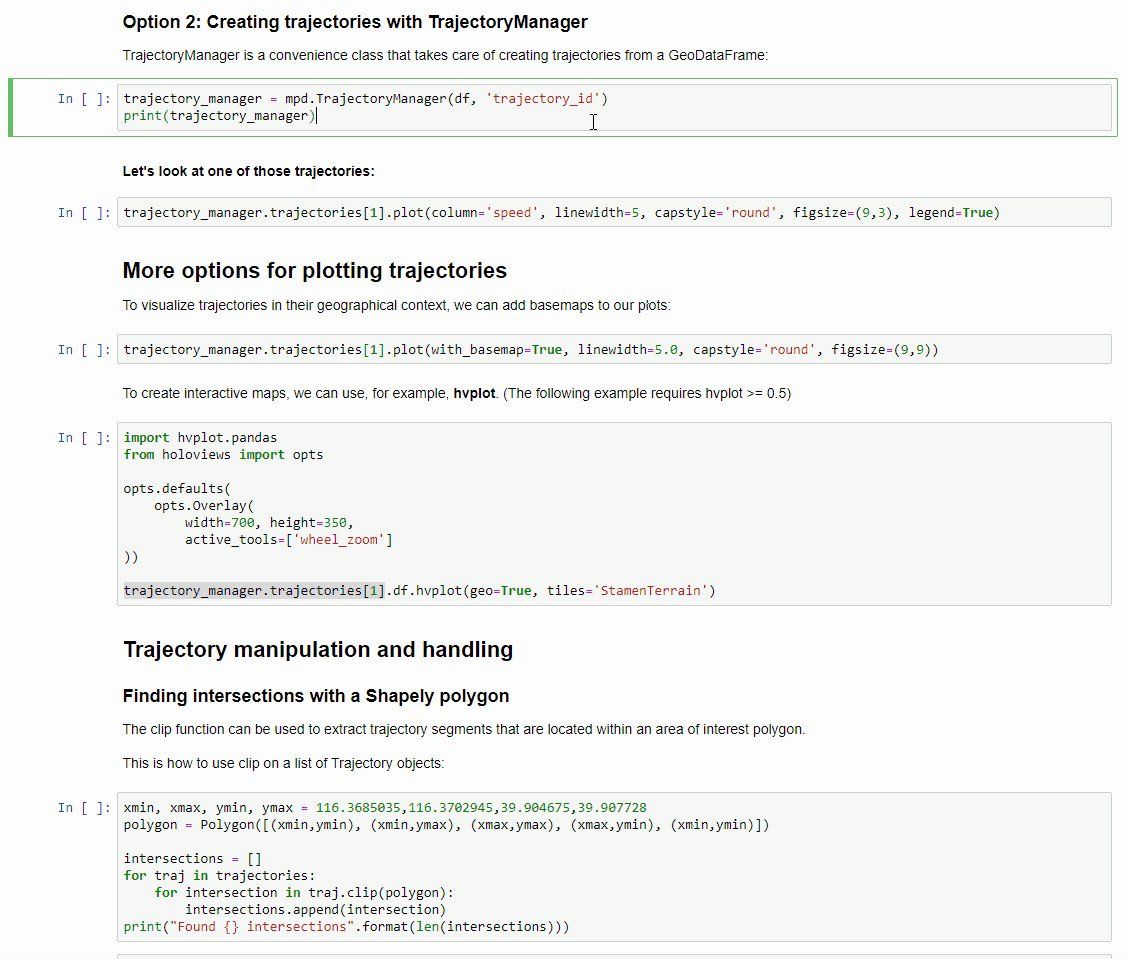 Option 2: Creating trajectories with TrajectoryManager
TrajectoryManager is a convenience class that takes care of creating trajectories from a GeoDataFrame:
In [ ]: trajectory_manager = mpd.TrajectoryManager(df, 'trajectory_id')
print(trajectory_manager)
Let's look at one of those trajectories:
In [ ]: trajectory_manager.trajectories[1].plot(column='speed', linewidth=5, capstyle='round', figsize=(9,3), legend=True)
More options for plotting trajectories
To visualize trajectories in their geographical context, we can add basemaps to our plots:
In [ ]: trajectory_manager.trajectories[1].plot(with_basemap=True, linewidth=5.0, capstyle='round', figsize=(9,9))
To create interactive maps, we can use, for example, hvplot. (The following example requires hvplot >= 0.5)
In [ ]: import hvplot.pandas
from holoviews import opts
opts.defaults(
    opts.Overlay(
        width=700, height=350,
        active_tools=['wheel_zoom']
))
trajectory_manager.trajectories[1].df.hvplot(geo=True, tiles='StamenTerrain')
Trajectory manipulation and handling
Finding intersections with a Shapely polygon
The clip function can be used to extract trajectory segments that are located within an area of interest polygon.
This is how to use clip on a list of Trajectory objects:
In [ ]: xmin, xmax, ymin, ymax = 116.3685035,116.3702945,39.904675,39.907728
polygon = Polygon([(xmin,ymin), (xmin,ymax), (xmax,ymax), (xmax,ymin), (xmin,ymin)])
intersections = []
for traj in trajectories:
    for intersection in traj.clip(polygon):
        intersections.append(intersection)
print("Found {} intersections".format(len(intersections)))